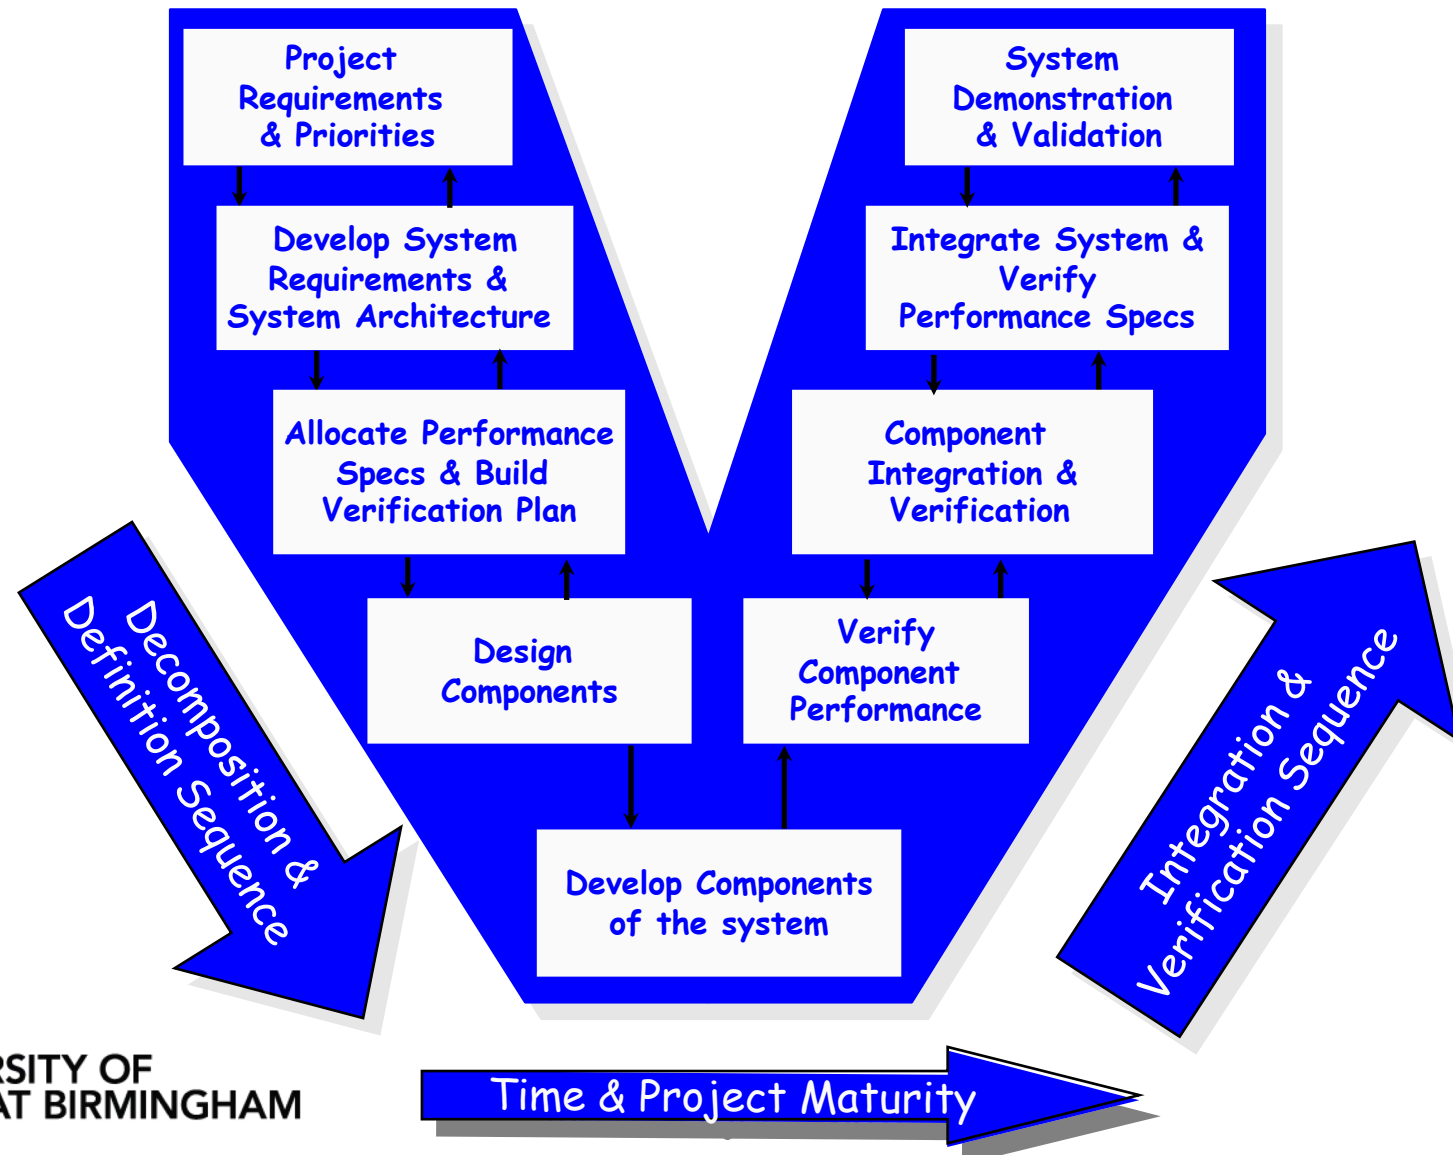 Project
Requirements
& Priorities
Develop System
Requirements &
System Architecture
Allocate Performance
Specs & Build
Verification Plan
Design
Components
Develop Components
of the system
Verify
Component
Performance
Component
Integration &
Verification
Integrate System &
Verify
Performance Specs
System
Demonstration
& Validation
Decomposition &
Definition Sequence
Integration &
Verification Sequence
Time & Project Maturity
RSITY OF
AT BIRMINGHAM